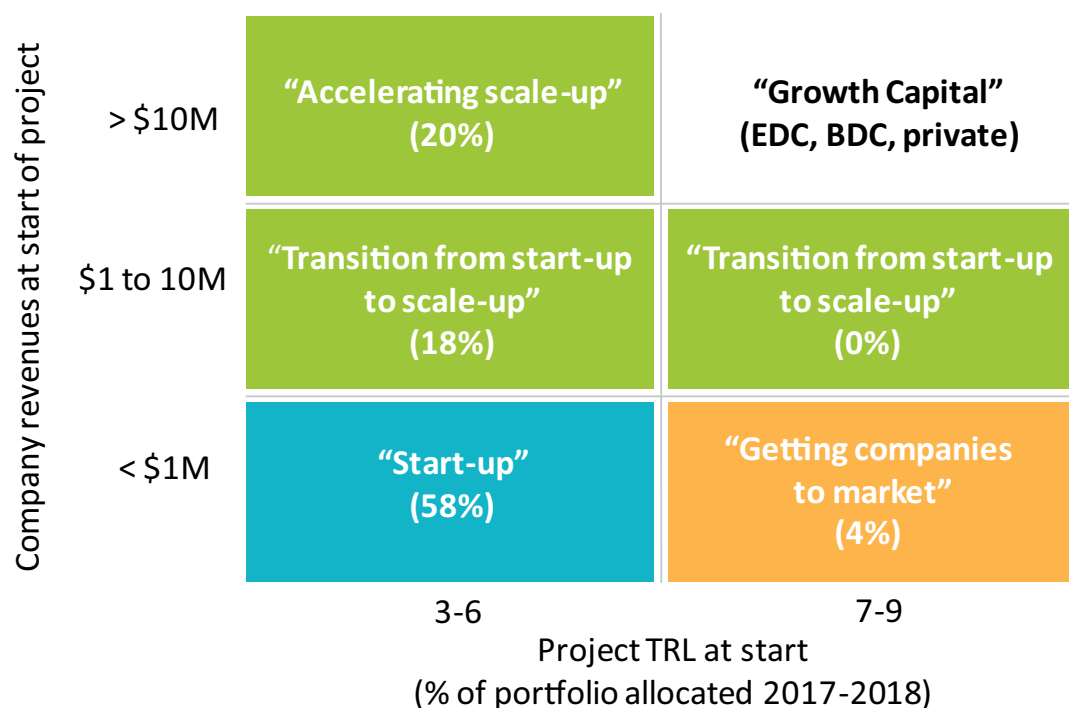 Company revenues at start of project
> $10M
“Accelerating scale-up”
(20%)
“Growth Capital”
(EDC, BDC, private)
$1 to 10M
“Transition from start-up
to scale-up”
(18%)
“Transition from start-up
to scale-up”
(0%)
< $1M
“Start-up”
(58%)
“Getting companies
to market”
(4%)
3-6
7-9
Project TRL at start
(% of portfolio allocated 2017-2018)